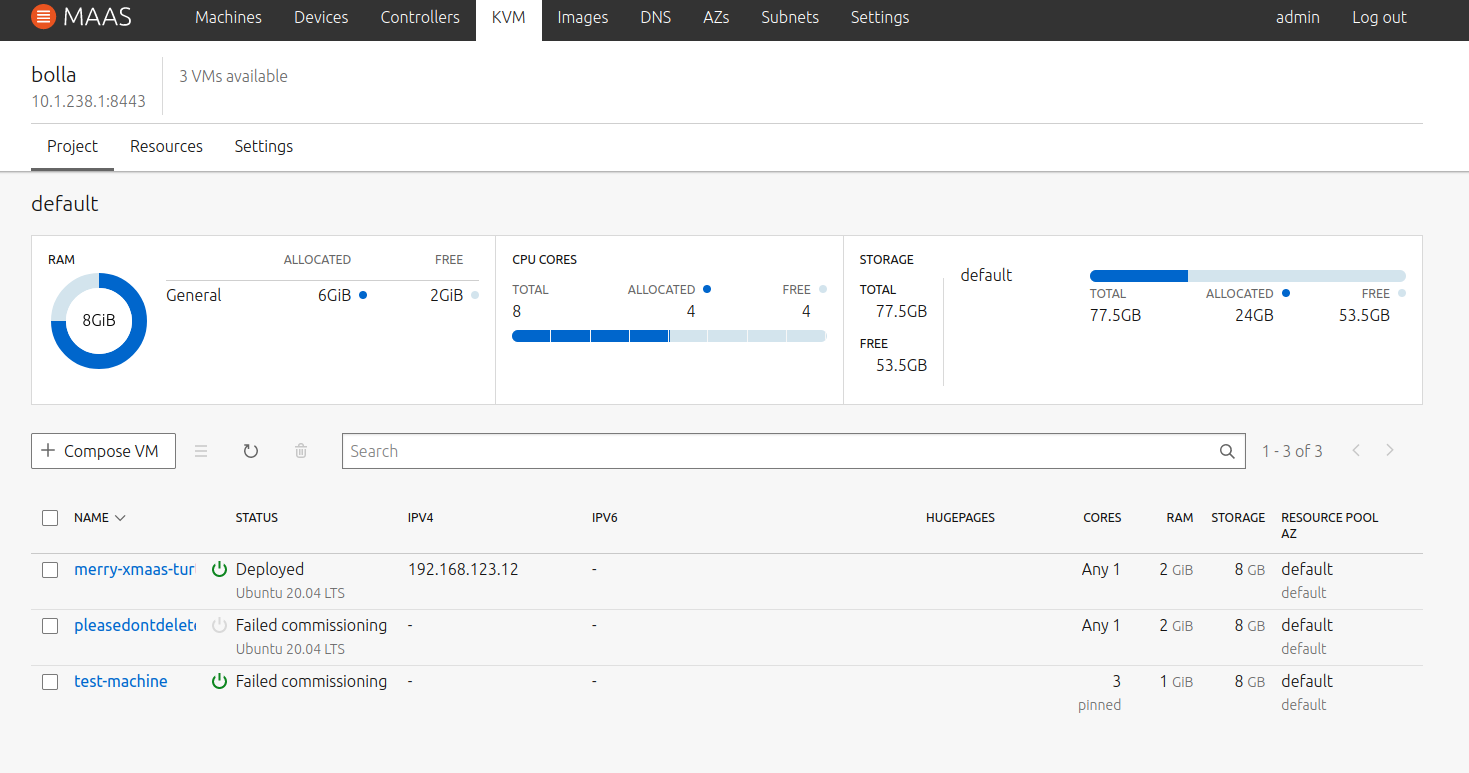 MAAS Machines Devices Controllers KVM Images DNS AZs Subnets Settings admin Log out
bolla
3 VMs available
10.1.238.1:8443
Project Resources Settings
default
RAM ALLOCATED FREE
8GiB
General 6GiB 2GiB
CPU CORES
TOTAL ALLOCATED FREE
8 4 4
STORAGE
TOTAL
77.5GB
FREE
53.5GB
default
TOTAL ALLOCATED FREE
77.5GB 24GB 53.5GB
+ Compose VM Search 1 - 3 of 3
NAME STATUS IPV4 IPV6 HUGEPAGES CORES RAM STORAGE RESOURCE POOL
AZ
merry-xmaas-tur Deployed 192.168.123.12 - Any 1 2 GiB 8 GB default
Ubuntu 20.04 LTS default
pleasedontdelete Failed commissioning - - Any 1 2 GiB 8 GB default
Ubuntu 20.04 LTS default
test-machine Failed commissioning - - 3 1 GiB 8 GB default
pinned default